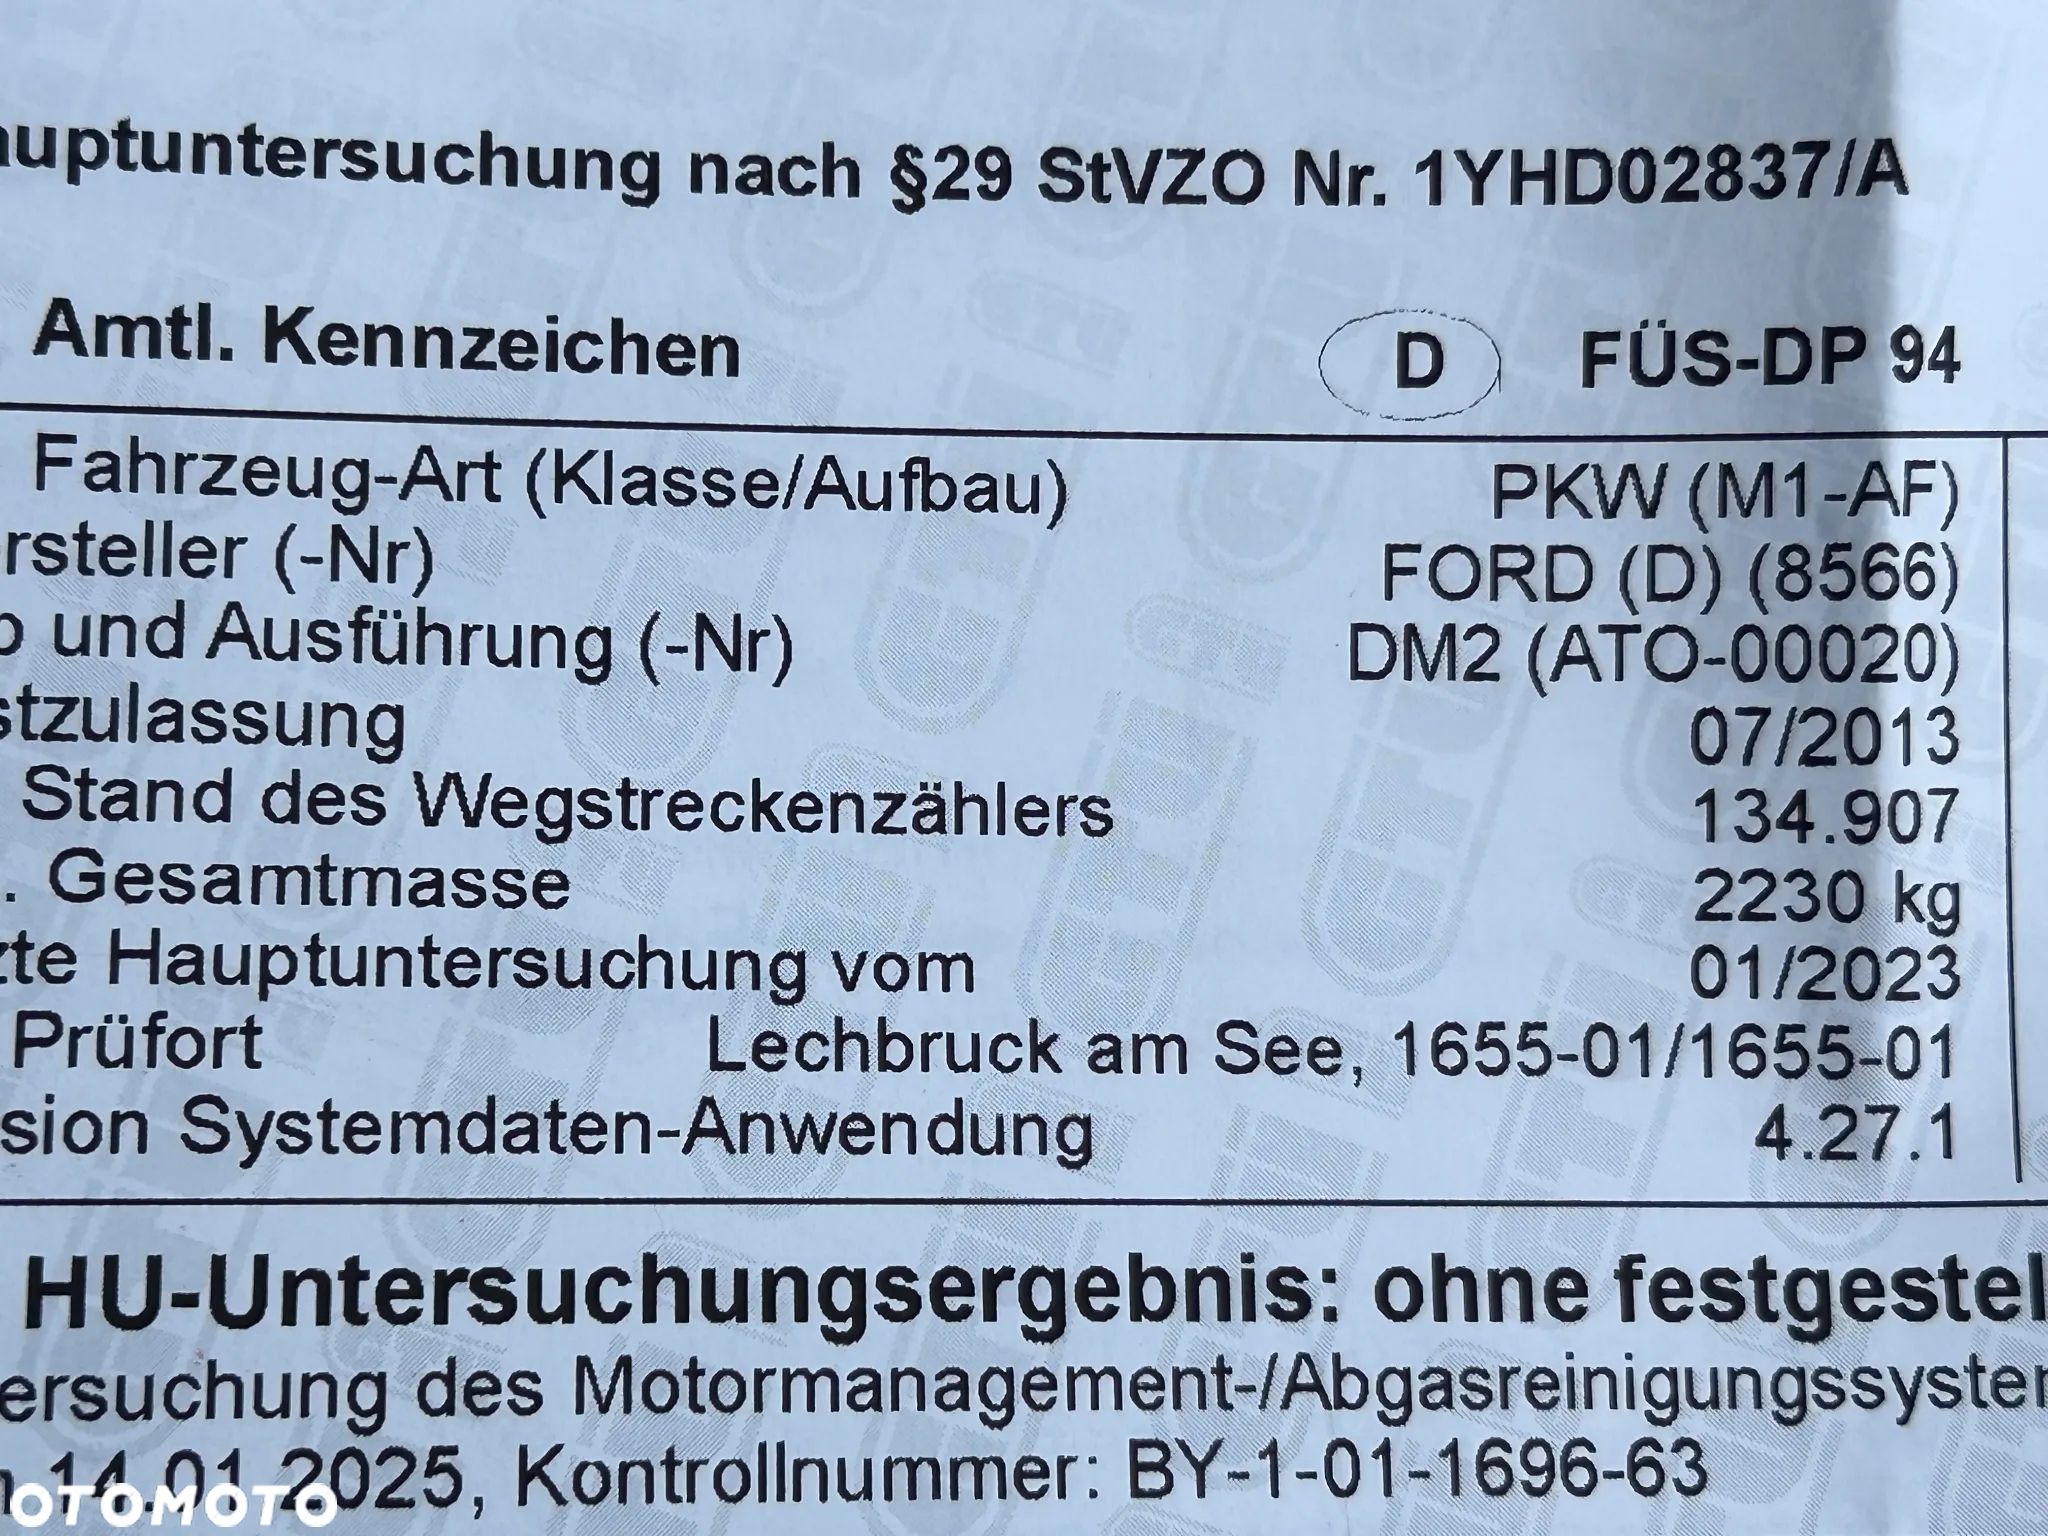 auptuntersuchung nach §29 StVZO Nr. 1YHD02837/A
Amtl. Kennzeichen D FÜS-DP 94
Fahrzeug-Art (Klasse/Aufbau) PKW (M1-AF)
rsteller (-Nr) FORD (D) (8566)
p und Ausführung (-Nr) DM2 (ATO-00020)
stzulassung 07/2013
Stand des Wegstreckenzählers 134.907
. Gesamtmasse 2230 kg
zte Hauptuntersuchung vom 01/2023
Prüfort Lechbruck am See, 1655-01/1655-01
sion Systemdaten-Anwendung 4.27.1
HU-Untersuchungsergebnis: ohne festgestel
ersuchung des Motormanagement-/Abgasreinigungssystem
n 14.01.2025, Kontrollnummer: BY-1-01-1696-63
OTOMOTO